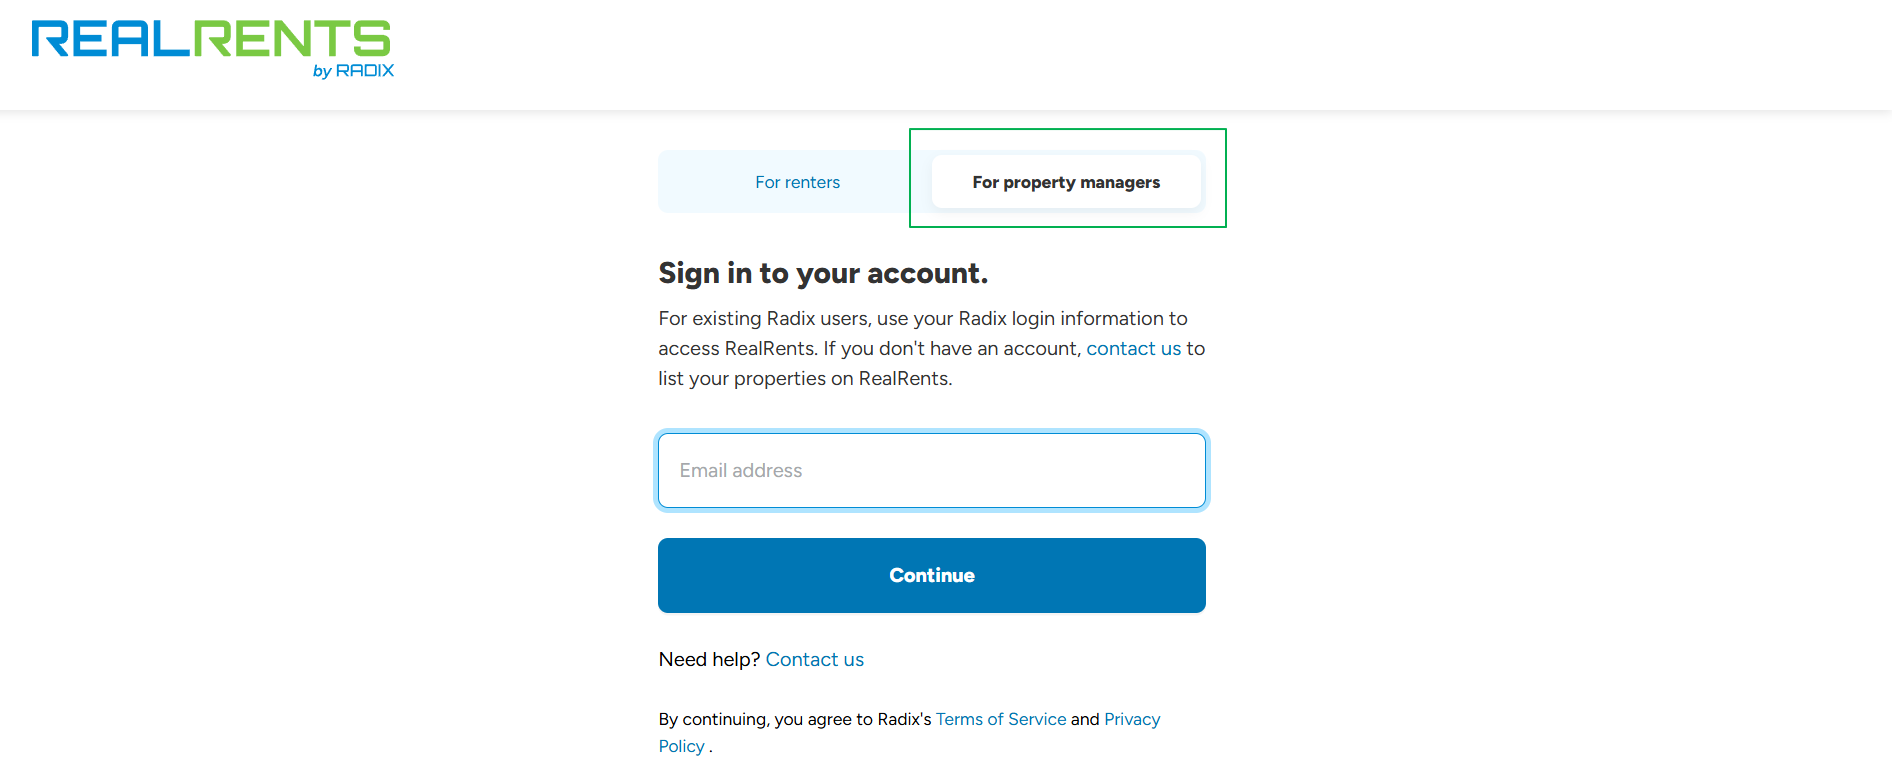 REALRENTS
by RADIX
For renters
For property managers
Sign in to your account.
For existing Radix users, use your Radix login information to
access RealRents. If you don't have an account, contact us to
list your properties on RealRents.
Email address
Continue
Need help? Contact us
By continuing, you agree to Radix's Terms of Service and Privacy
Policy .